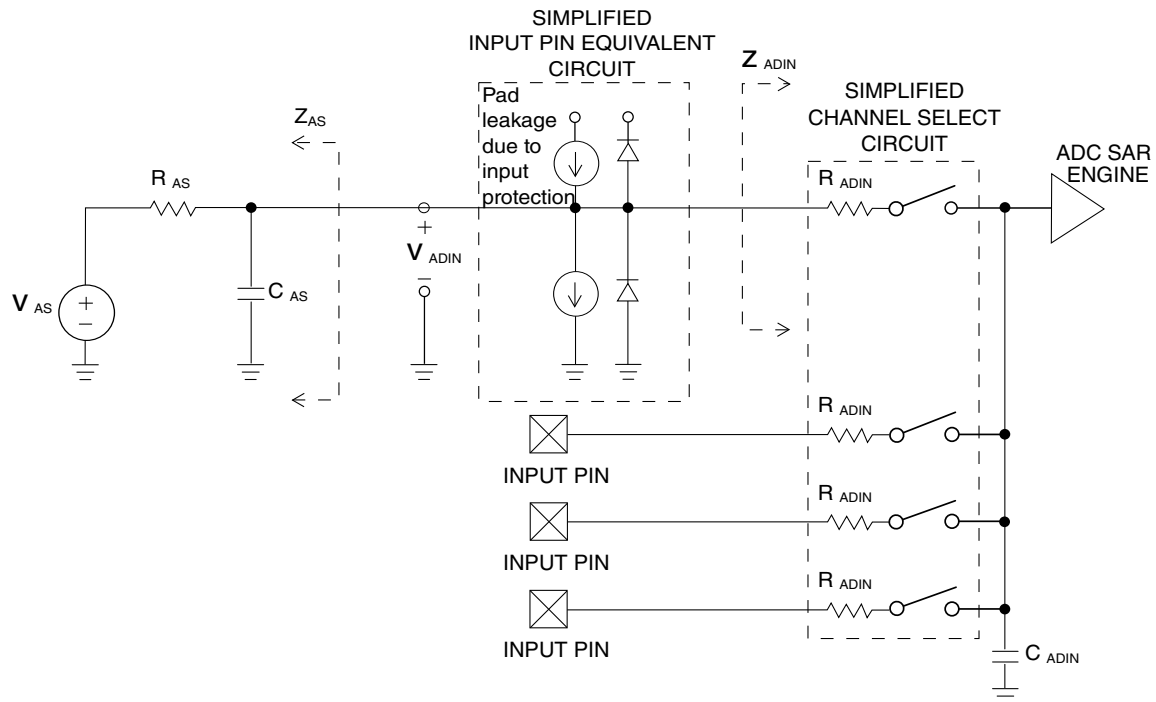 SIMPLIFIED
INPUT PIN EQUIVALENT
CIRCUIT
Z ADIN
SIMPLIFIED
CHANNEL SELECT
CIRCUIT
ADC SAR
ENGINE
Pad
leakage
due to
input
protection
ZAS
R AS
R ADIN
+
V ADIN
−
V AS
+
−
C AS
R ADIN
INPUT PIN
R ADIN
INPUT PIN
R ADIN
INPUT PIN
C ADIN